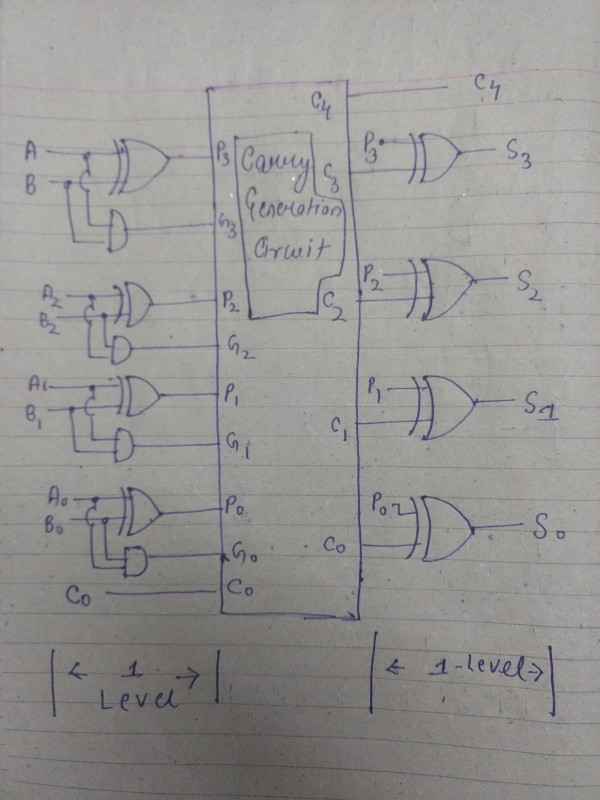 C4 C4
A P3 Carry C3 P3 S3
B Generation
G3 Circuit
A2 P2 C2 P2 S2
B2 G2
A1 P1 P1 S1
B1 G1 C1
A0 P0 P0 S0
B0 G0 C0
C0 C0
← 1 → ← 1-Level →
Level